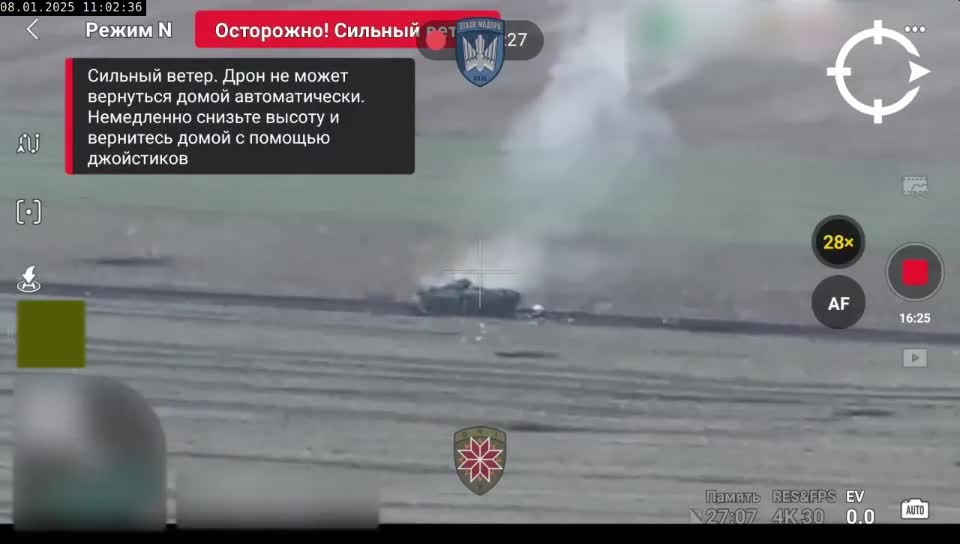 08.01.2025 11:02:36
Режим N
Осторожно! Сильный
:27
Сильный ветер. Дрон не может
вернуться домой автоматически.
Немедленно снизьте высоту и
вернитесь домой с помощью
джойстиков
28×
AF
16:25
Память RES&FPS EV
27:07 4K30 0.0
AUTO